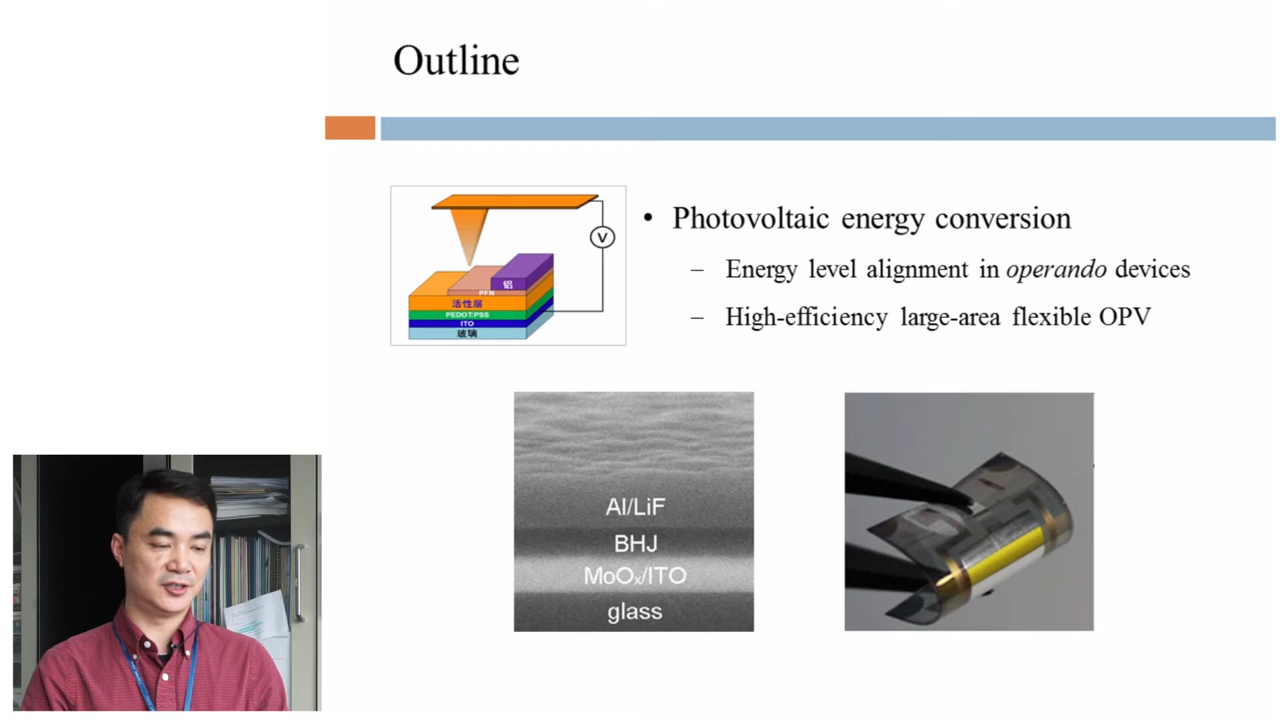 Outline
V
铝
PFN
活性层
PEDOT:PSS
ITO
玻璃
• Photovoltaic energy conversion
– Energy level alignment in operando devices
– High-efficiency large-area flexible OPV
Al/LiF
BHJ
MoOₓ/ITO
glass